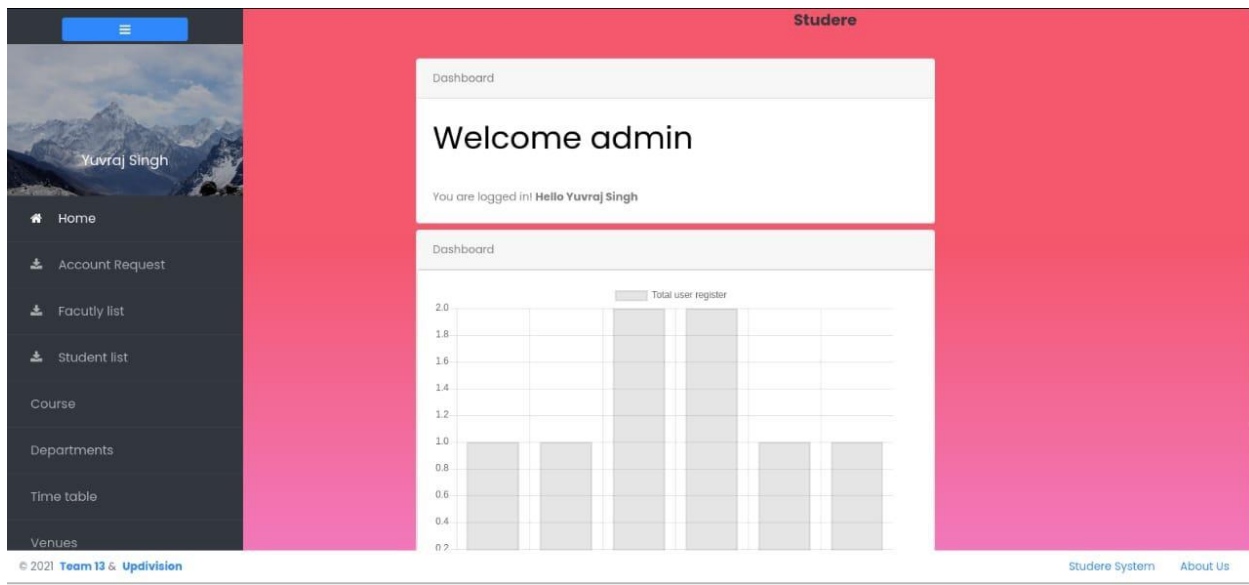 Studere
Yuvraj Singh
Home
Account Request
Facutly list
Student list
Course
Departments
Time table
Venues
Dashboard
Welcome admin
You are logged in! Hello Yuvraj Singh
Dashboard
Total user register
2.0
1.8
1.6
1.4
1.2
1.0
0.8
0.6
0.4
0.2
© 2021 Team 13 & Updivision
Studere System About Us